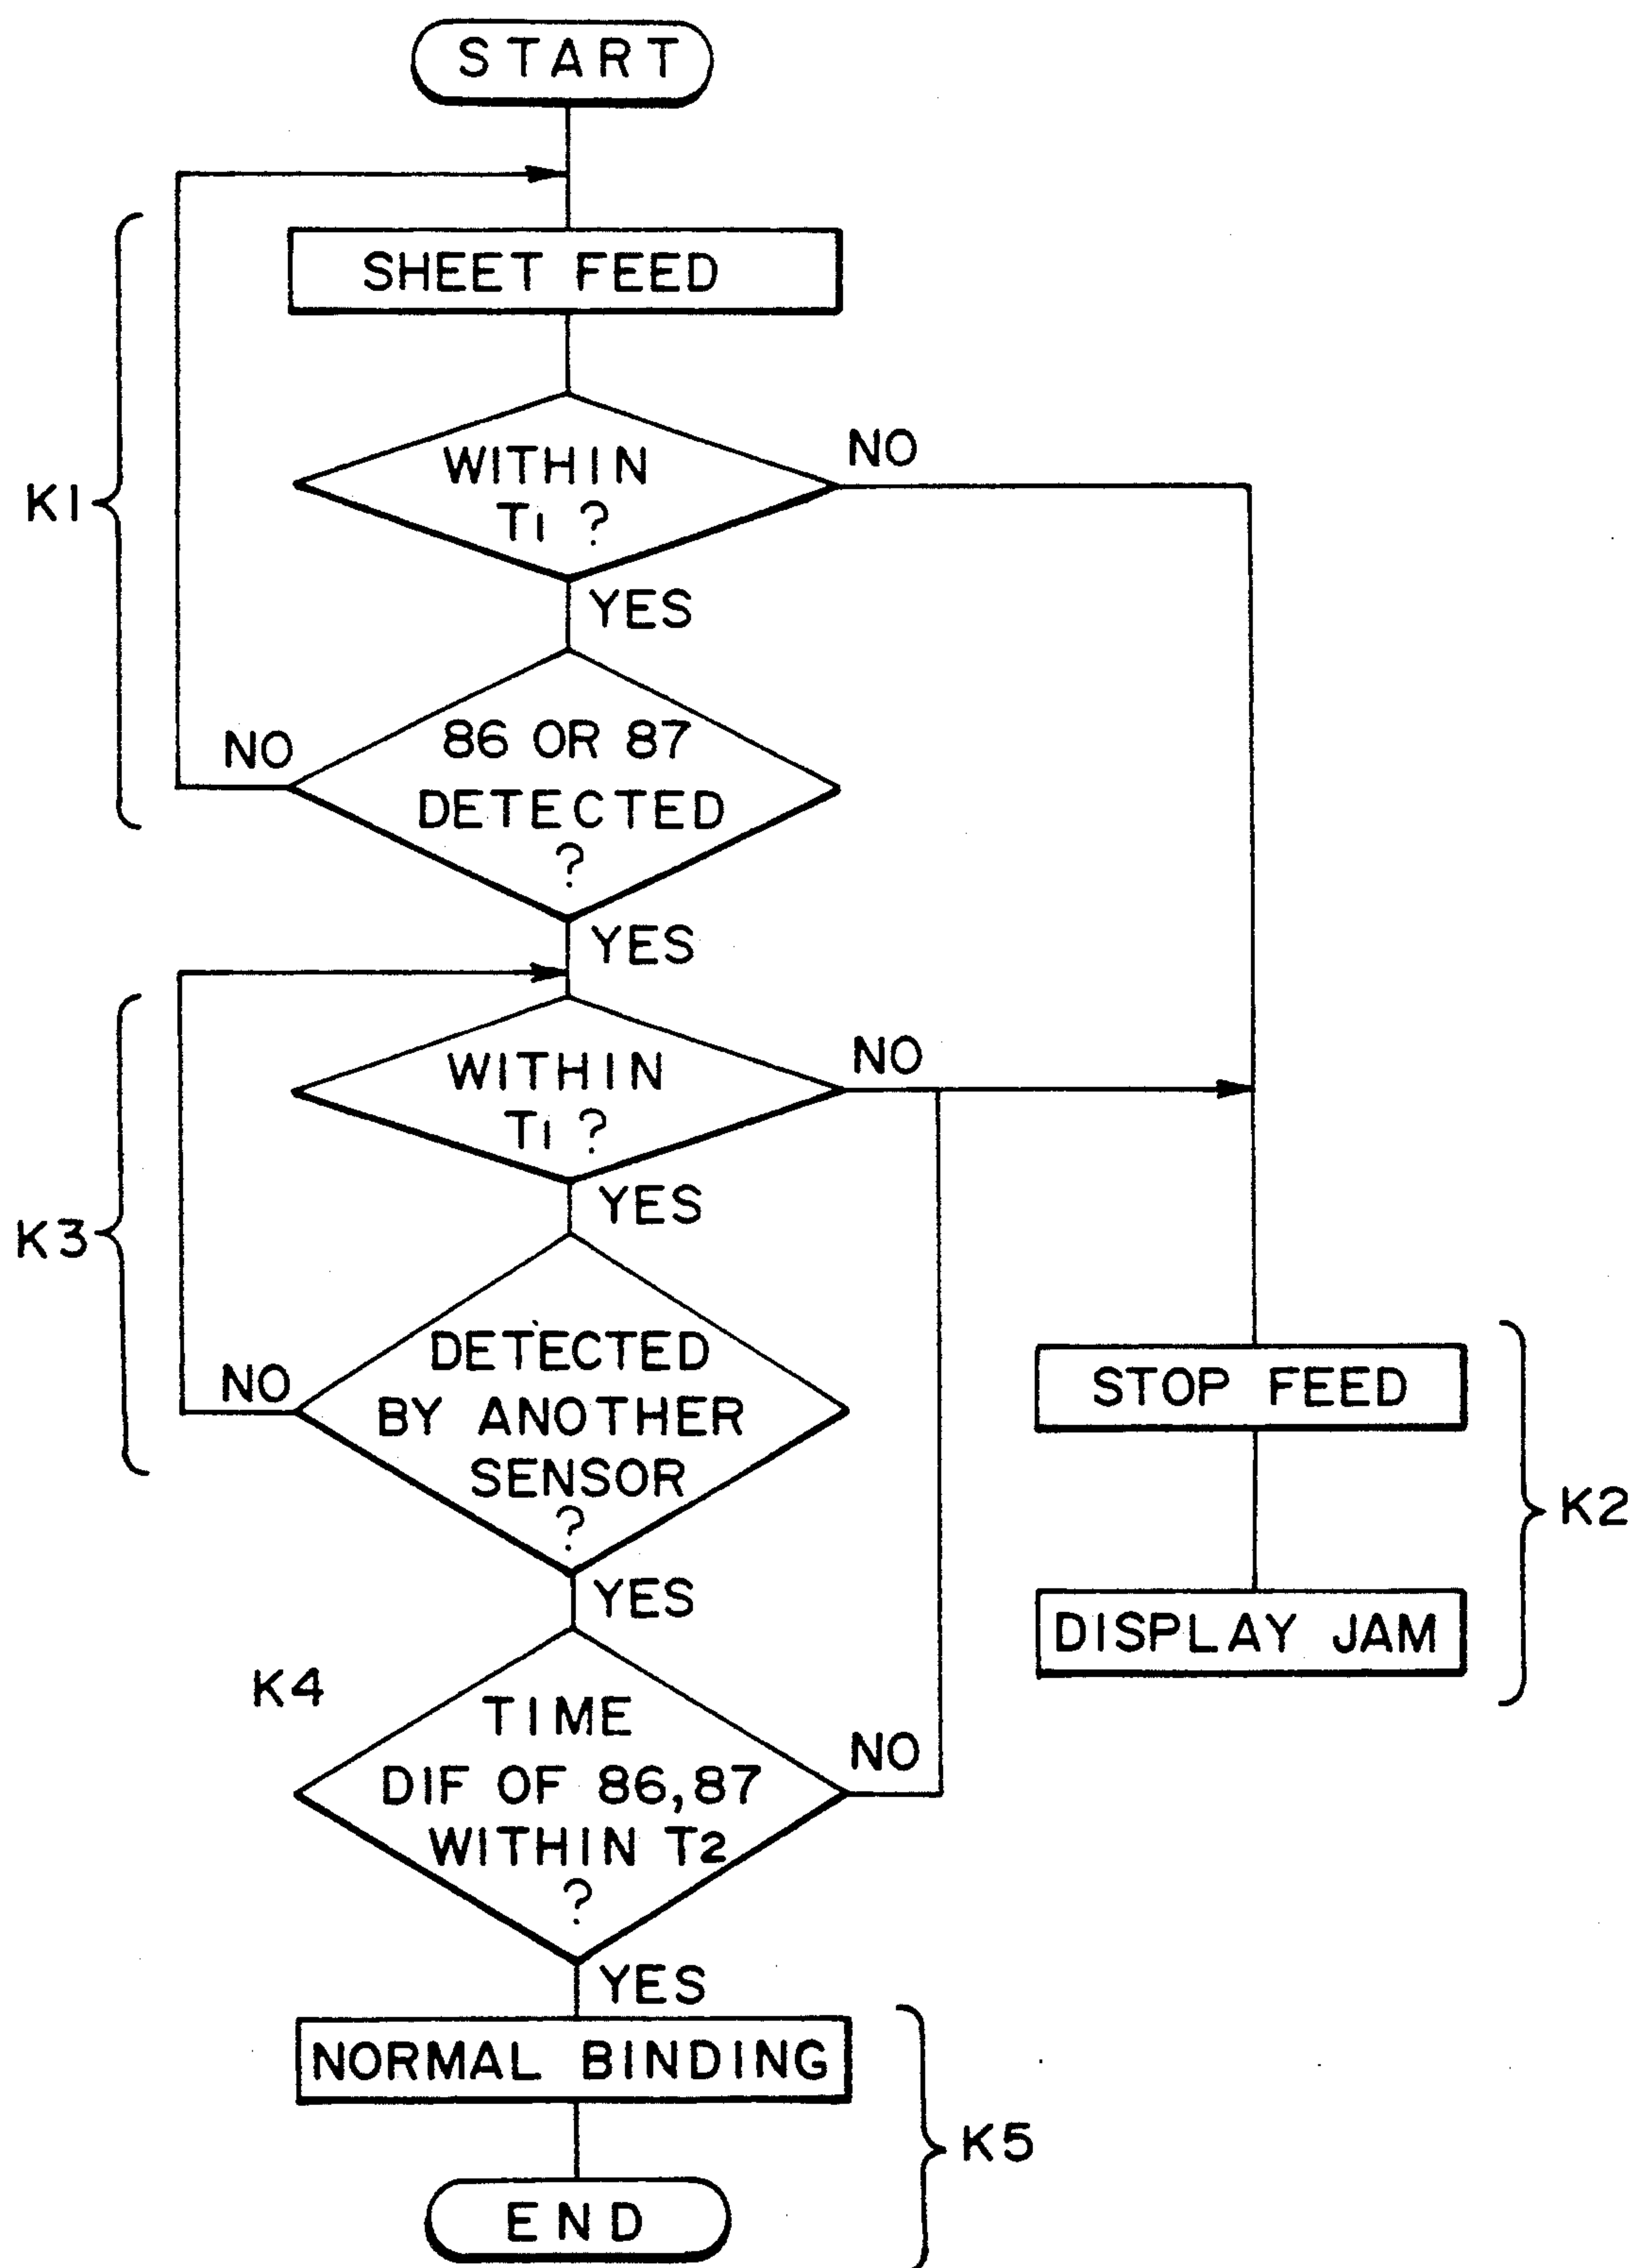 START
SHEET FEED
WITHIN
T1 ?
NO
K1
YES
86 OR 87
DETECTED
?
NO
YES
WITHIN
T1 ?
NO
YES
K3
DETECTED
BY ANOTHER
SENSOR
?
NO
STOP FEED
K2
DISPLAY JAM
YES
K4
TIME
DIF OF 86,87
WITHIN T2
?
NO
YES
NORMAL BINDING
K5
END